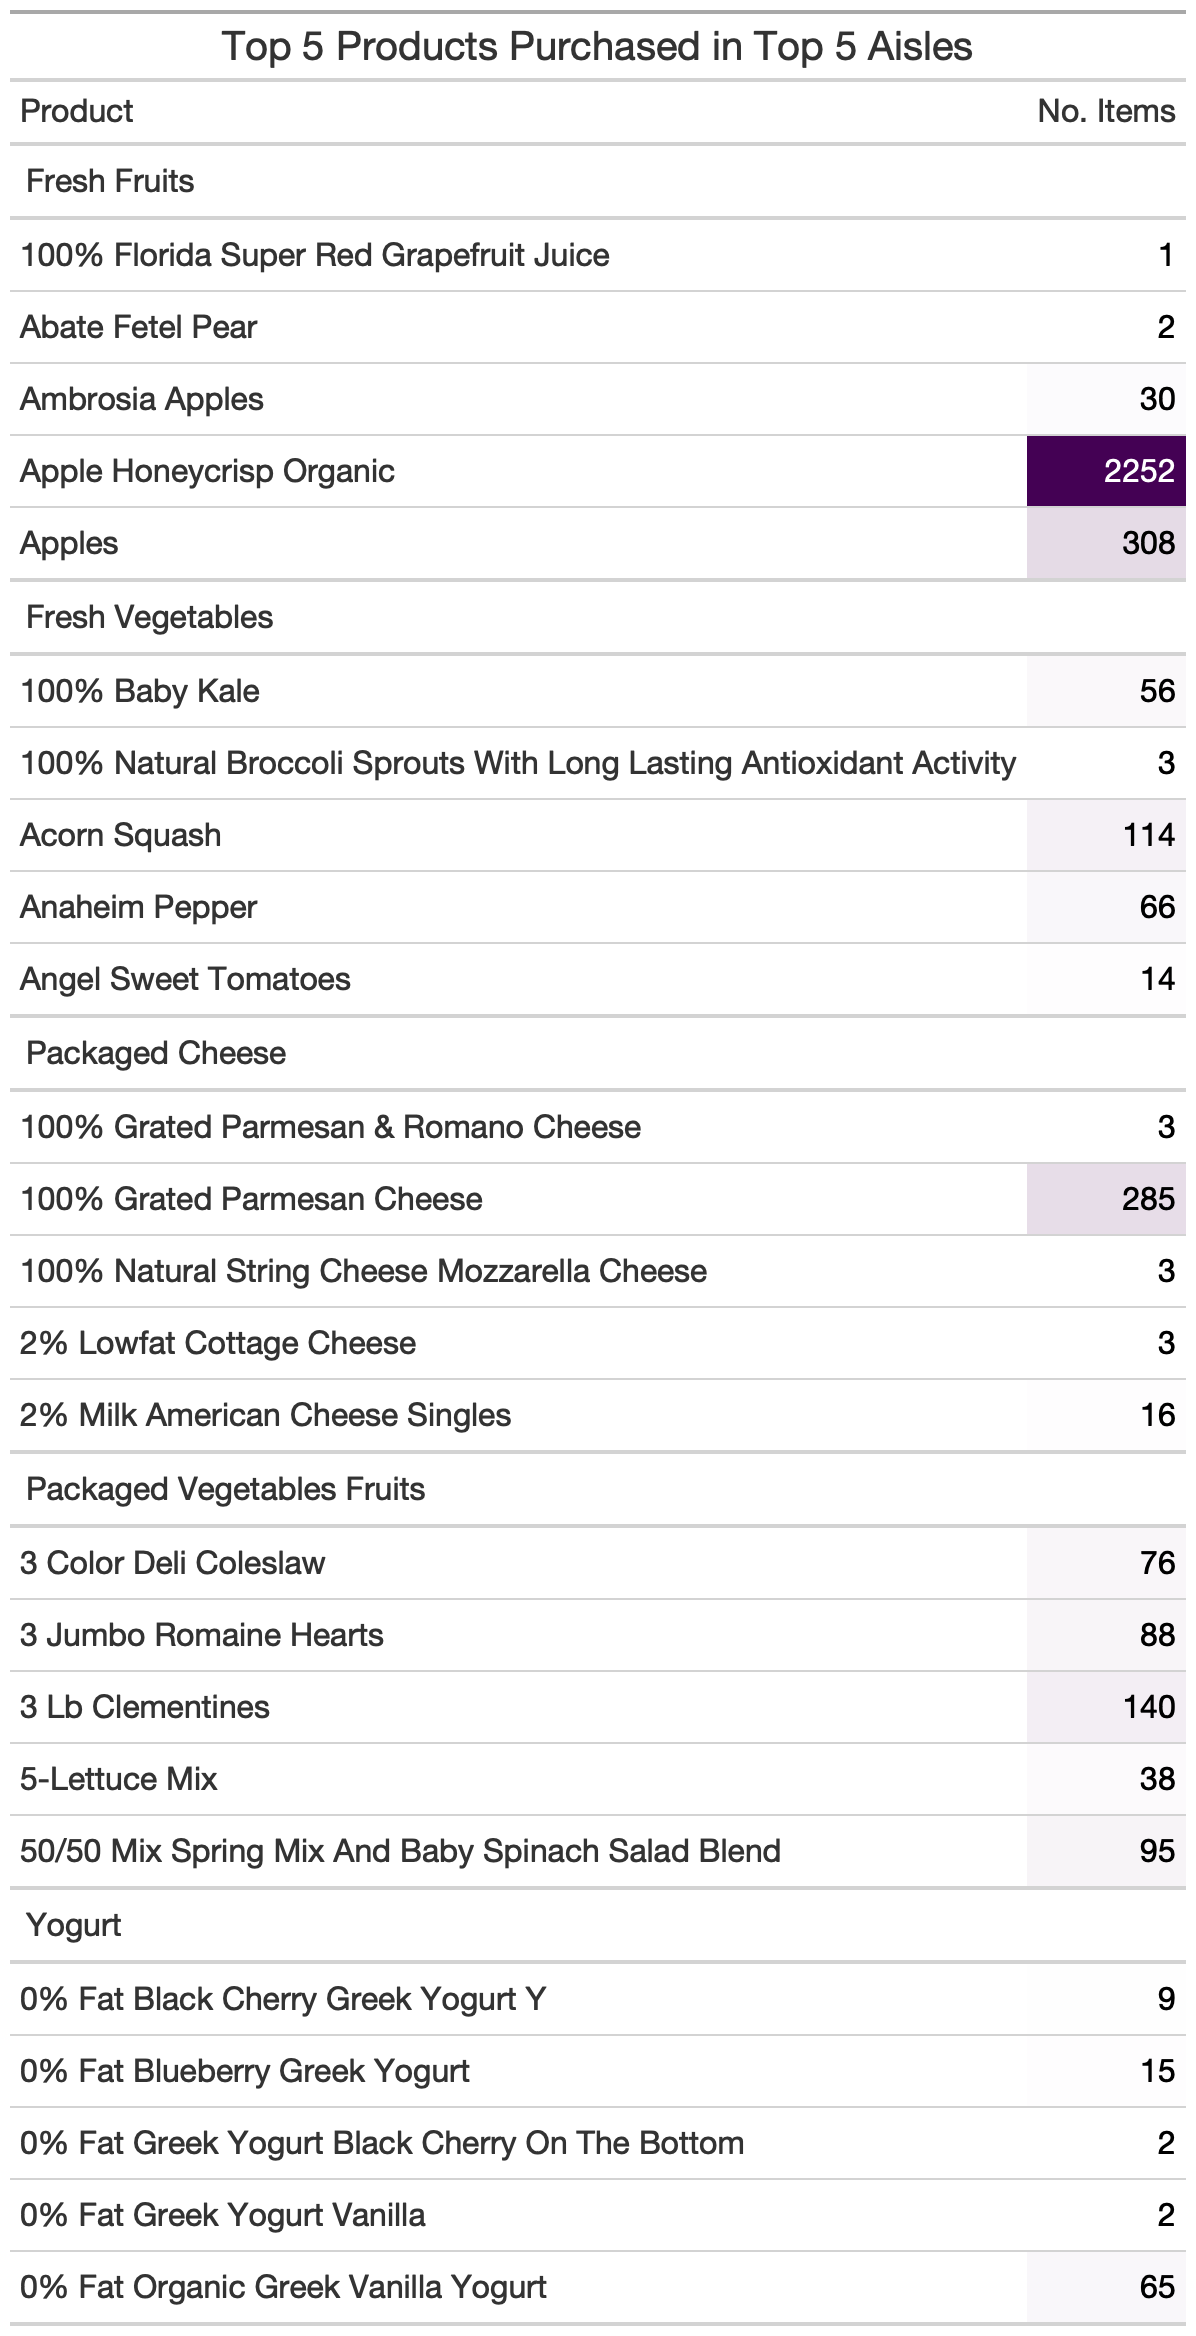 Top 5 Products Purchased in Top 5 Aisles
Product No. Items
Fresh Fruits
100% Florida Super Red Grapefruit Juice 1
Abate Fetel Pear 2
Ambrosia Apples 30
Apple Honeycrisp Organic 2252
Apples 308
Fresh Vegetables
100% Baby Kale 56
100% Natural Broccoli Sprouts With Long Lasting Antioxidant Activity 3
Acorn Squash 114
Anaheim Pepper 66
Angel Sweet Tomatoes 14
Packaged Cheese
100% Grated Parmesan & Romano Cheese 3
100% Grated Parmesan Cheese 285
100% Natural String Cheese Mozzarella Cheese 3
2% Lowfat Cottage Cheese 3
2% Milk American Cheese Singles 16
Packaged Vegetables Fruits
3 Color Deli Coleslaw 76
3 Jumbo Romaine Hearts 88
3 Lb Clementines 140
5-Lettuce Mix 38
50/50 Mix Spring Mix And Baby Spinach Salad Blend 95
Yogurt
0% Fat Black Cherry Greek Yogurt Y 9
0% Fat Blueberry Greek Yogurt 15
0% Fat Greek Yogurt Black Cherry On The Bottom 2
0% Fat Greek Yogurt Vanilla 2
0% Fat Organic Greek Vanilla Yogurt 65